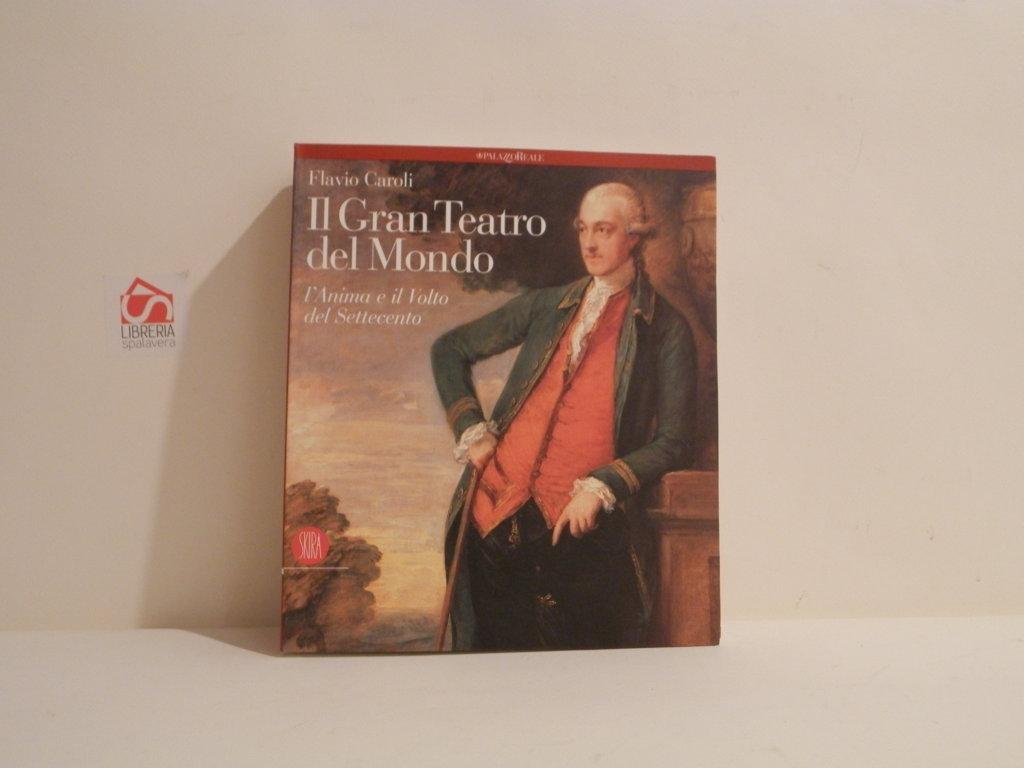 PALAZZOREALE
Flavio Caroli
Il Gran Teatro
del Mondo
l'Anima e il Volto
del Settecento
SKIRA
LIBRERIA
spalavera